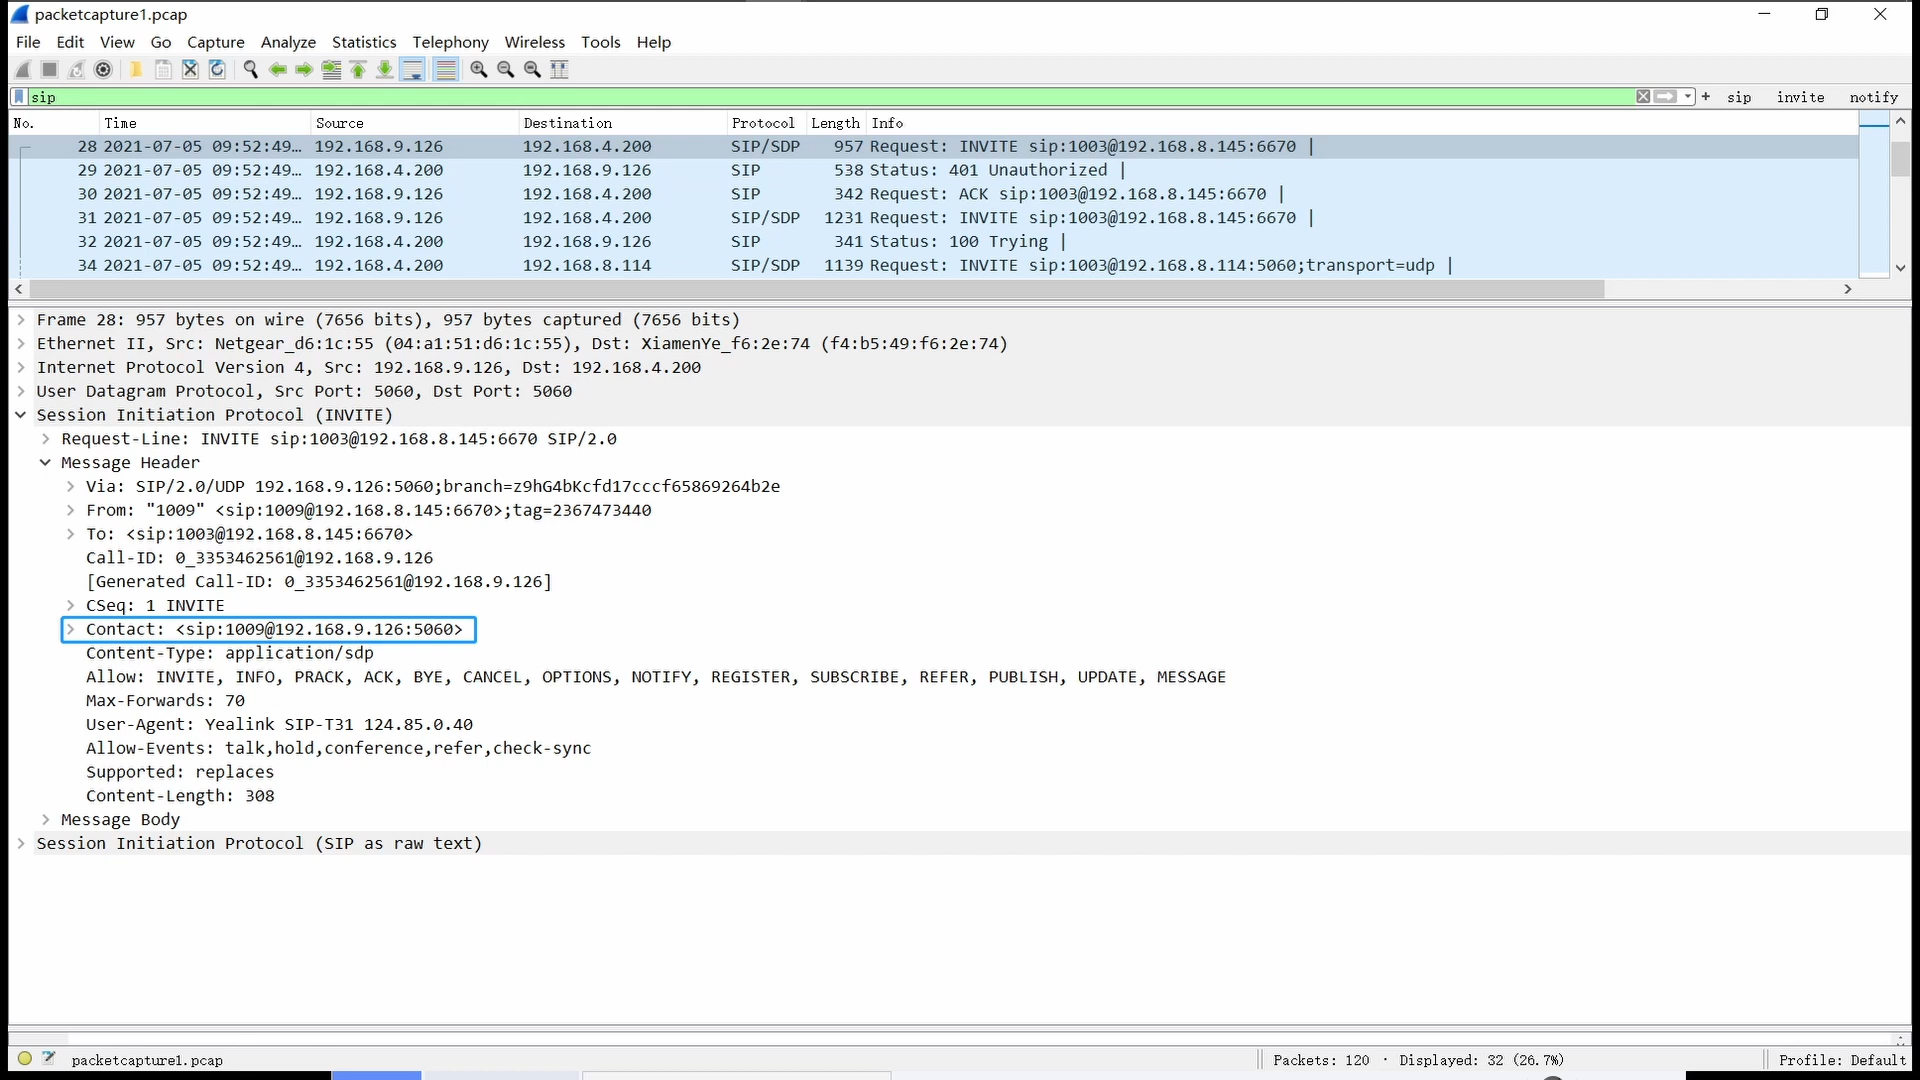 packetcapture1.pcap
File Edit View Go Capture Analyze Statistics Telephony Wireless Tools Help
sip + sip invite notify
No. Time Source Destination Protocol Length Info
28 2021-07-05 09:52:49… 192.168.9.126 192.168.4.200 SIP/SDP 957 Request: INVITE sip:1003@192.168.8.145:6670 |
29 2021-07-05 09:52:49… 192.168.4.200 192.168.9.126 SIP 538 Status: 401 Unauthorized |
30 2021-07-05 09:52:49… 192.168.9.126 192.168.4.200 SIP 342 Request: ACK sip:1003@192.168.8.145:6670 |
31 2021-07-05 09:52:49… 192.168.9.126 192.168.4.200 SIP/SDP 1231 Request: INVITE sip:1003@192.168.8.145:6670 |
32 2021-07-05 09:52:49… 192.168.4.200 192.168.9.126 SIP 341 Status: 100 Trying |
34 2021-07-05 09:52:49… 192.168.4.200 192.168.8.114 SIP/SDP 1139 Request: INVITE sip:1003@192.168.8.114:5060;transport=udp |
Frame 28: 957 bytes on wire (7656 bits), 957 bytes captured (7656 bits)
Ethernet II, Src: Netgear_d6:1c:55 (04:a1:51:d6:1c:55), Dst: XiamenYe_f6:2e:74 (f4:b5:49:f6:2e:74)
Internet Protocol Version 4, Src: 192.168.9.126, Dst: 192.168.4.200
User Datagram Protocol, Src Port: 5060, Dst Port: 5060
Session Initiation Protocol (INVITE)
Request-Line: INVITE sip:1003@192.168.8.145:6670 SIP/2.0
Message Header
Via: SIP/2.0/UDP 192.168.9.126:5060;branch=z9hG4bKcfd17cccf65869264b2e
From: "1009" <sip:1009@192.168.8.145:6670>;tag=2367473440
To: <sip:1003@192.168.8.145:6670>
Call-ID: 0_3353462561@192.168.9.126
[Generated Call-ID: 0_3353462561@192.168.9.126]
CSeq: 1 INVITE
Contact: <sip:1009@192.168.9.126:5060>
Content-Type: application/sdp
Allow: INVITE, INFO, PRACK, ACK, BYE, CANCEL, OPTIONS, NOTIFY, REGISTER, SUBSCRIBE, REFER, PUBLISH, UPDATE, MESSAGE
Max-Forwards: 70
User-Agent: Yealink SIP-T31 124.85.0.40
Allow-Events: talk,hold,conference,refer,check-sync
Supported: replaces
Content-Length: 308
Message Body
Session Initiation Protocol (SIP as raw text)
packetcapture1.pcap Packets: 120 · Displayed: 32 (26.7%) Profile: Default